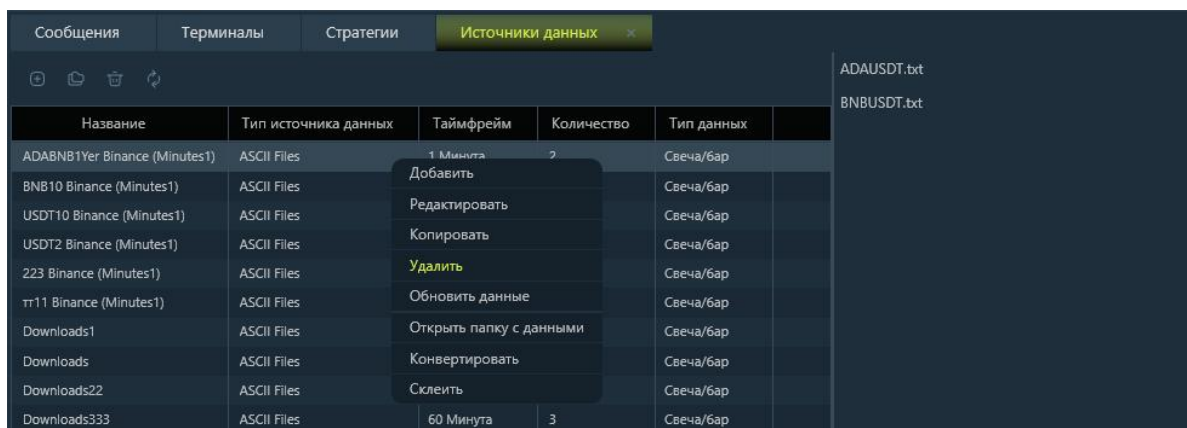 Сообщения Терминалы Стратегии Источники данных ×
ADAUSDT.txt
BNBUSDT.txt
Название Тип источника данных Таймфрейм Количество Тип данных
ADABNB1Yer Binance (Minutes1) ASCII Files 1 Минута 2 Свеча/бар
BNB10 Binance (Minutes1) ASCII Files Свеча/бар
USDT10 Binance (Minutes1) ASCII Files Свеча/бар
USDT2 Binance (Minutes1) ASCII Files Свеча/бар
223 Binance (Minutes1) ASCII Files Свеча/бар
тт11 Binance (Minutes1) ASCII Files Свеча/бар
Downloads1 ASCII Files Свеча/бар
Downloads ASCII Files Свеча/бар
Downloads22 ASCII Files Свеча/бар
Downloads333 ASCII Files 60 Минута 3 Свеча/бар
Добавить
Редактировать
Копировать
Удалить
Обновить данные
Открыть папку с данными
Конвертировать
Склеить